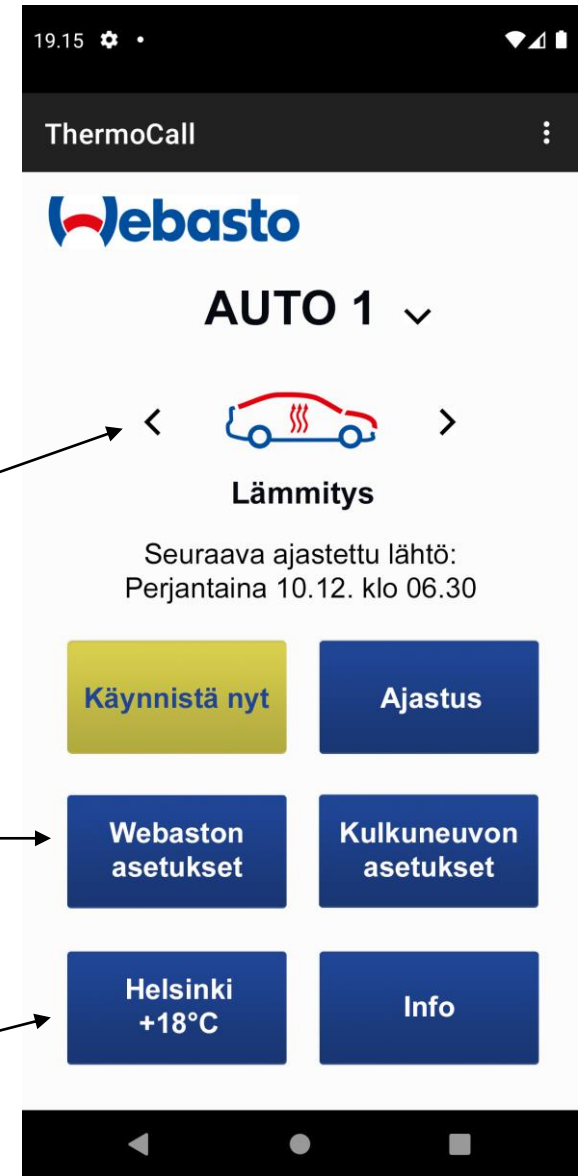 19.15
ThermoCall
Webasto
AUTO 1
Lämmitys
Seuraava ajastettu lähtö:
Perjantaina 10.12. klo 06.30
Käynnistä nyt
Ajastus
Webaston
asetukset
Kulkuneuvon
asetukset
Helsinki
+18°C
Info